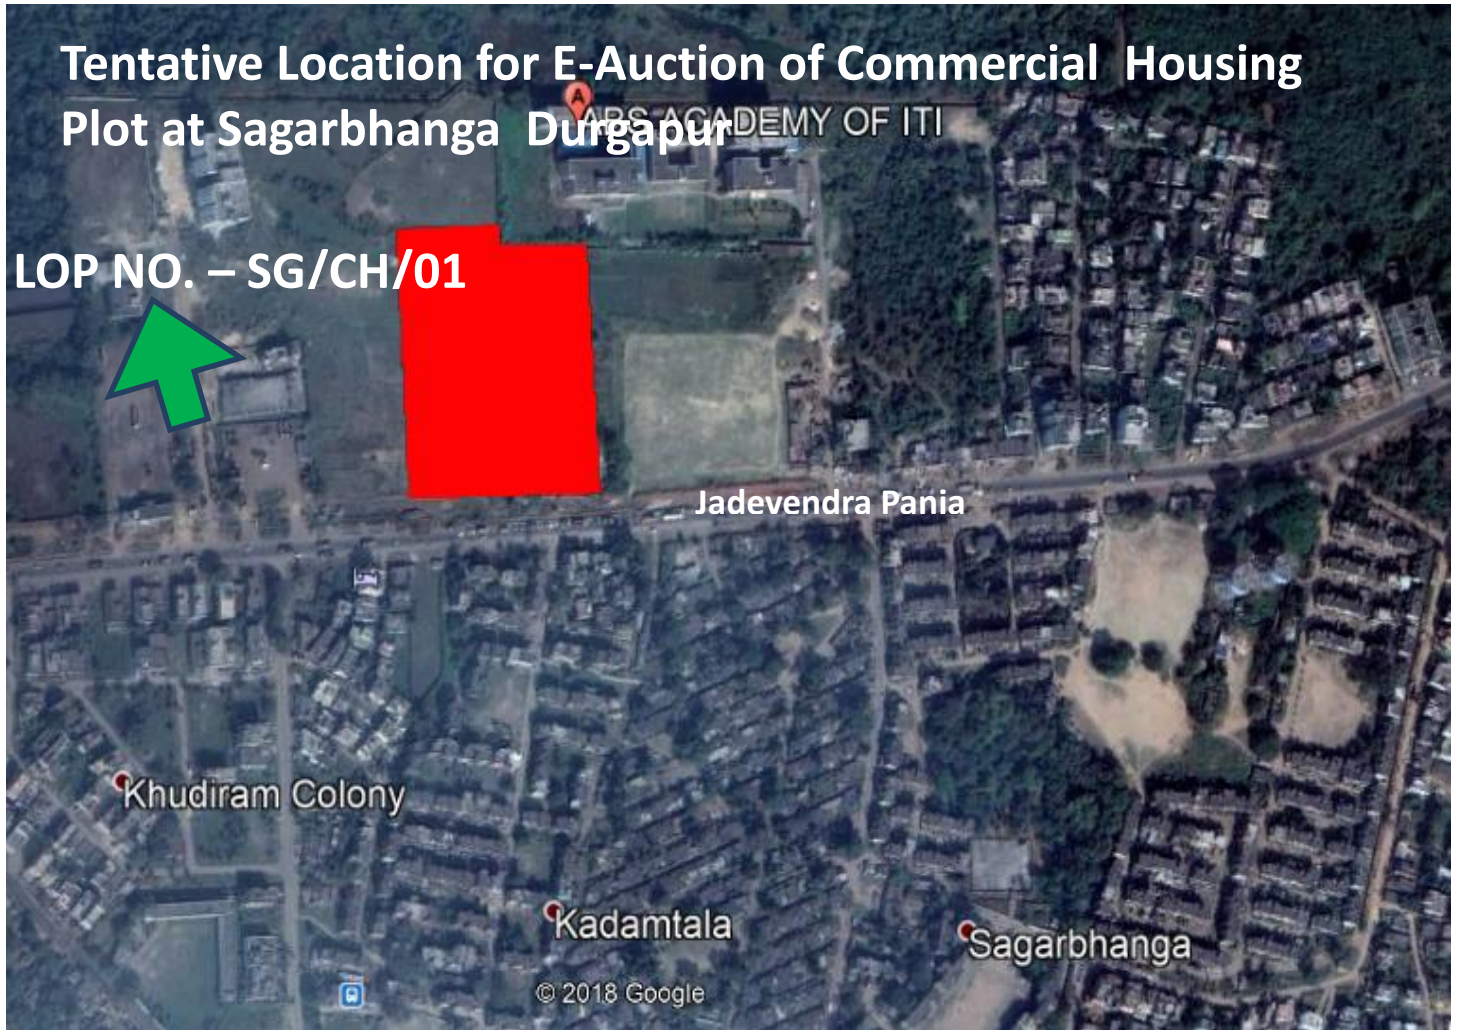 Tentative Location for E-Auction of Commercial Housing
Plot at Sagarbhanga Durgapur
A
ABS ACADEMY OF ITI
LOP NO. – SG/CH/01
Jadevendra Pania
Khudiram Colony
Kadamtala
Sagarbhanga
© 2018 Google